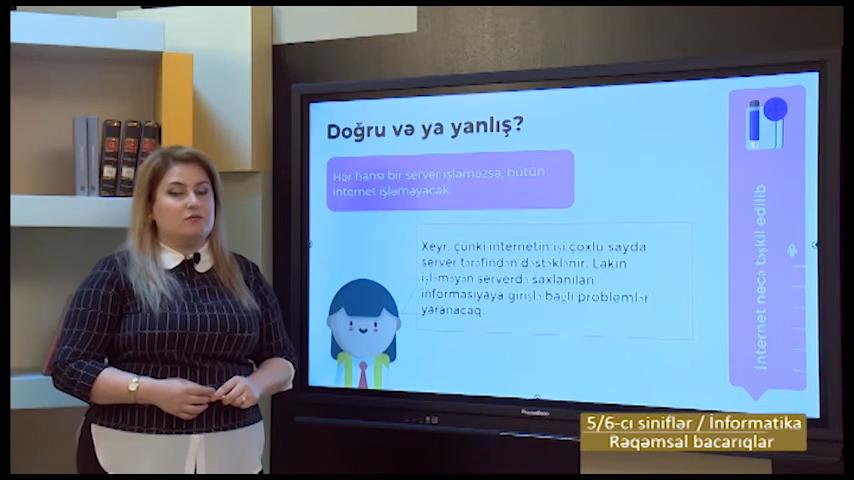 Doğru və ya yanlış?
Hər hansı bir server işləməzsə, bütün
internet işləməyəcək.
Xeyr, çünki internetin işi çoxlu sayda
server tərəfindən dəstəklənir. Lakin
işləməyən serverdə saxlanılan
informasiyaya girişlə bağlı problemlər
yaranacaq.
İnternet necə təşkil edilib
Promethean
5/6-cı siniflər / İnformatika
Rəqəmsal bacarıqlar